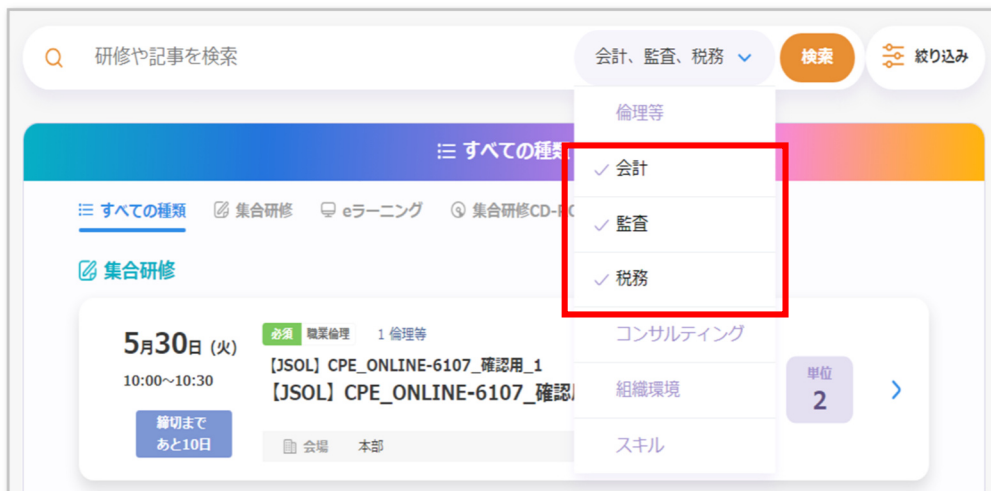 研修や記事を検索
会計、監査、税務
検索
絞り込み
倫理等
会計
監査
税務
コンサルティング
組織環境
スキル
すべての種類
すべての種類
集合研修
eラーニング
集合研修CD-RO
集合研修
5月30日（火）
10:00～10:30
締切まで
あと10日
必須 職業倫理 1 倫理等
【JSOL】CPE_ONLINE-6107_確認用_1
【JSOL】CPE_ONLINE-6107_確認
会場 本部
単位
2